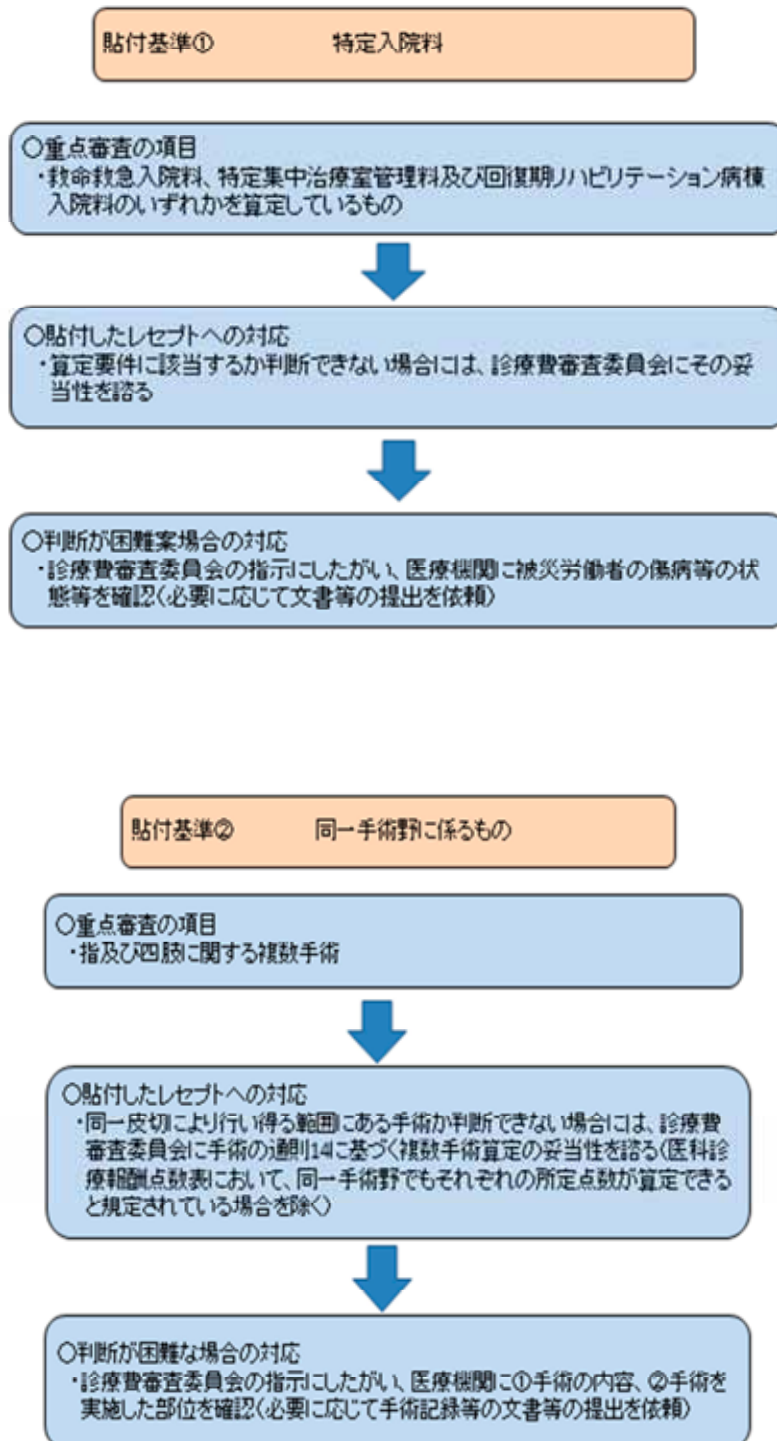 貼付基準① 特定入院料
○重点審査の項目
・救命救急入院料、特定集中治療室管理料及び回復期リハビリテーション病棟
入院料のいずれかを算定しているもの
○貼付したレセプトへの対応
・算定要件に該当するか判断できない場合には、診療費審査委員会にその妥
当性を諮る
○判断が困難案場合の対応
・診療費審査委員会の指示にしたがい、医療機関に被災労働者の傷病等の状
態等を確認(必要に応じて文書等の提出を依頼)
貼付基準② 同一手術野に係るもの
○重点審査の項目
・指及び四肢に関する複数手術
○貼付したレセプトへの対応
・同一皮切により行い得る範囲にある手術か判断できない場合には、診療費
審査委員会に手術の通則14に基づく複数手術算定の妥当性を諮る(医科診
療報酬点数表において、同一手術野でもそれぞれの所定点数が算定できる
と規定されている場合を除く)
○判断が困難な場合の対応
・診療費審査委員会の指示にしたがい、医療機関に①手術の内容、②手術を
実施した部位を確認(必要に応じて手術記録等の文書等の提出を依頼)